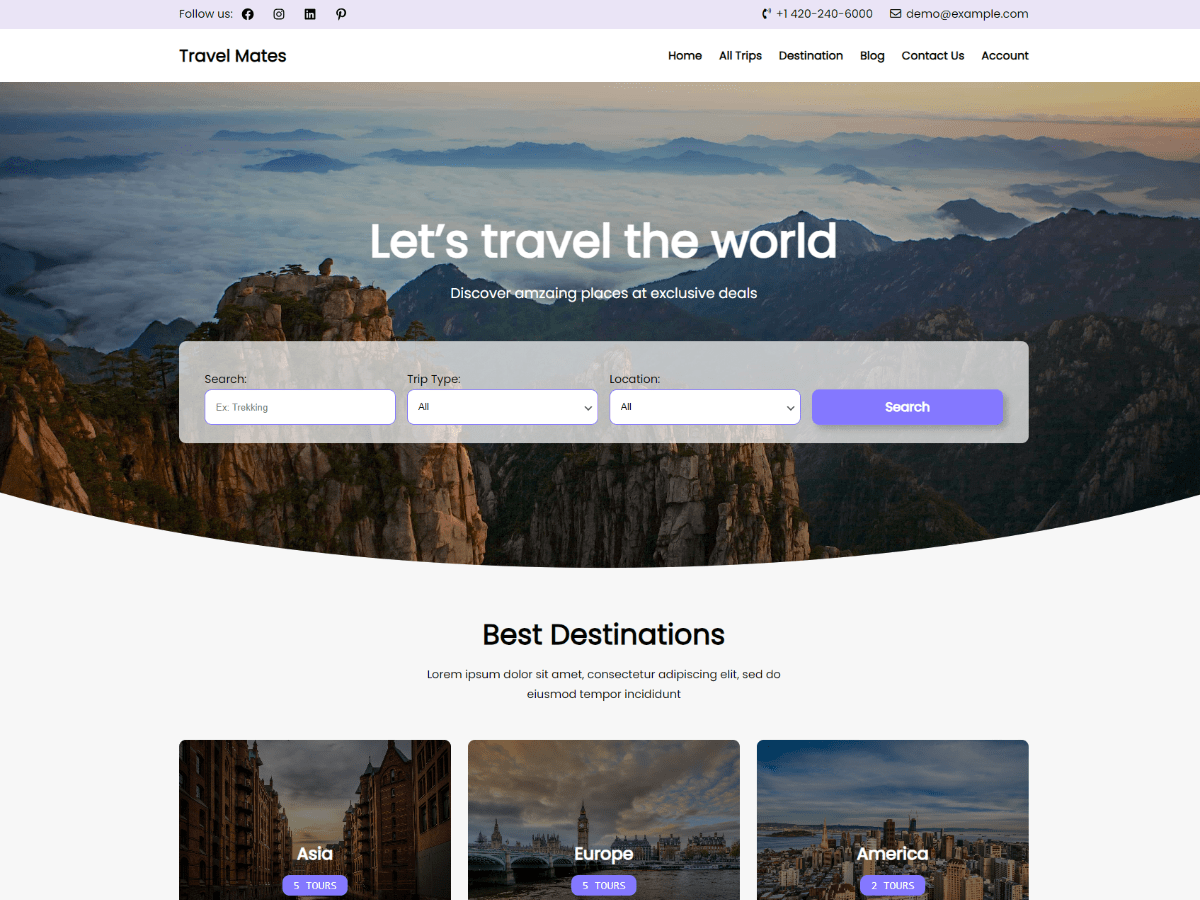 Follow us:
+1 420-240-6000 demo@example.com
Travel Mates
Home All Trips Destination Blog Contact Us Account
Let's travel the world
Discover amzaing places at exclusive deals
Search: Trip Type: Location:
Ex: Trekking All All Search
Best Destinations
Lorem ipsum dolor sit amet, consectetur adipiscing elit, sed do
eiusmod tempor incididunt
Asia Europe America
5 TOURS 5 TOURS 2 TOURS